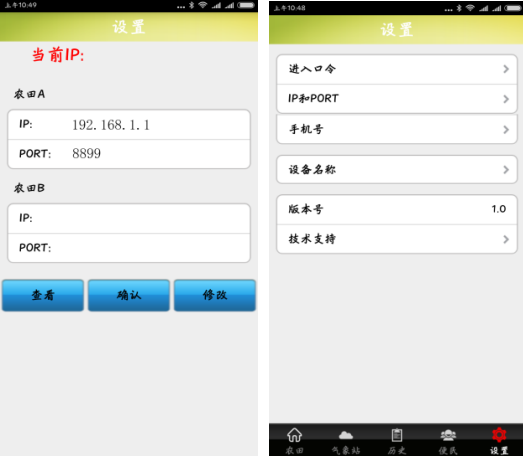 上午10:49
设置
当前IP:
农田A
IP: 192.168.1.1
PORT: 8899
农田B
IP:
PORT:
查看 确认 修改
上午10:48
设置
进入口令
IP和PORT
手机号
设备名称
版本号 1.0
技术支持
农田 气象站 历史 便民 设置